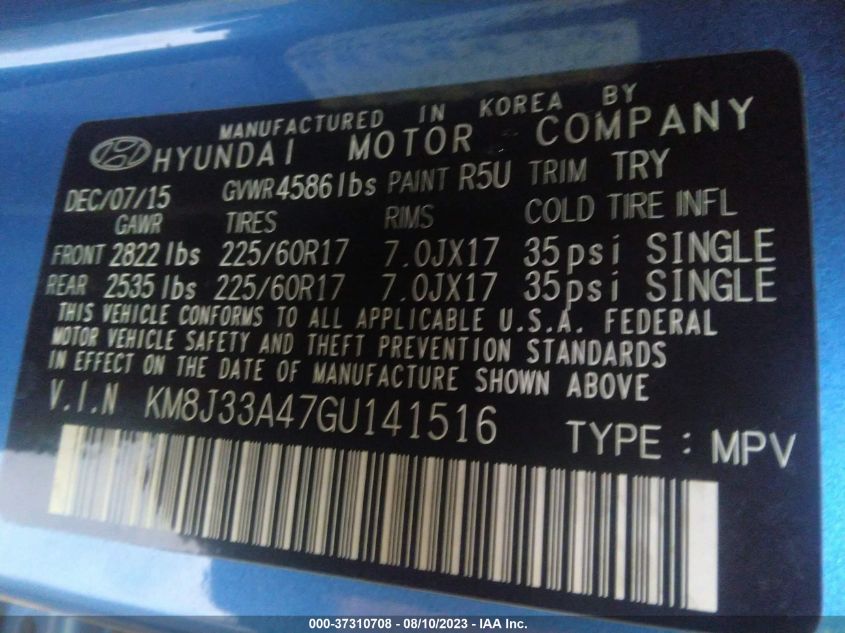 MANUFACTURED IN KOREA BY
HYUNDAI MOTOR COMPANY
DEC/07/15 GVWR 4586 lbs PAINT R5U TRIM TRY
GAWR TIRES RIMS COLD TIRE INFL
FRONT 2822 lbs 225/60R17 7.0JX17 35psi SINGLE
REAR 2535 lbs 225/60R17 7.0JX17 35psi SINGLE
THIS VEHICLE CONFORMS TO ALL APPLICABLE U.S.A. FEDERAL
MOTOR VEHICLE SAFETY AND THEFT PREVENTION STANDARDS
IN EFFECT ON THE DATE OF MANUFACTURE SHOWN ABOVE
V.I.N KM8J33A47GU141516 TYPE : MPV
000-37310708 - 08/10/2023 - IAA Inc.